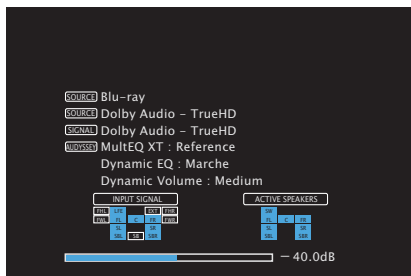 SOURCE Blu-ray
SOURCE Dolby Audio - TrueHD
SIGNAL Dolby Audio - TrueHD
AUDYSSEY MultEQ XT : Reference
Dynamic EQ : Marche
Dynamic Volume : Medium
INPUT SIGNAL ACTIVE SPEAKERS
FHL LFE EXT FHR SW
FWL FL C FR FWR FL C FR
SL SR SL SR
SBL SB SBR SBL SBR
- 40.0dB